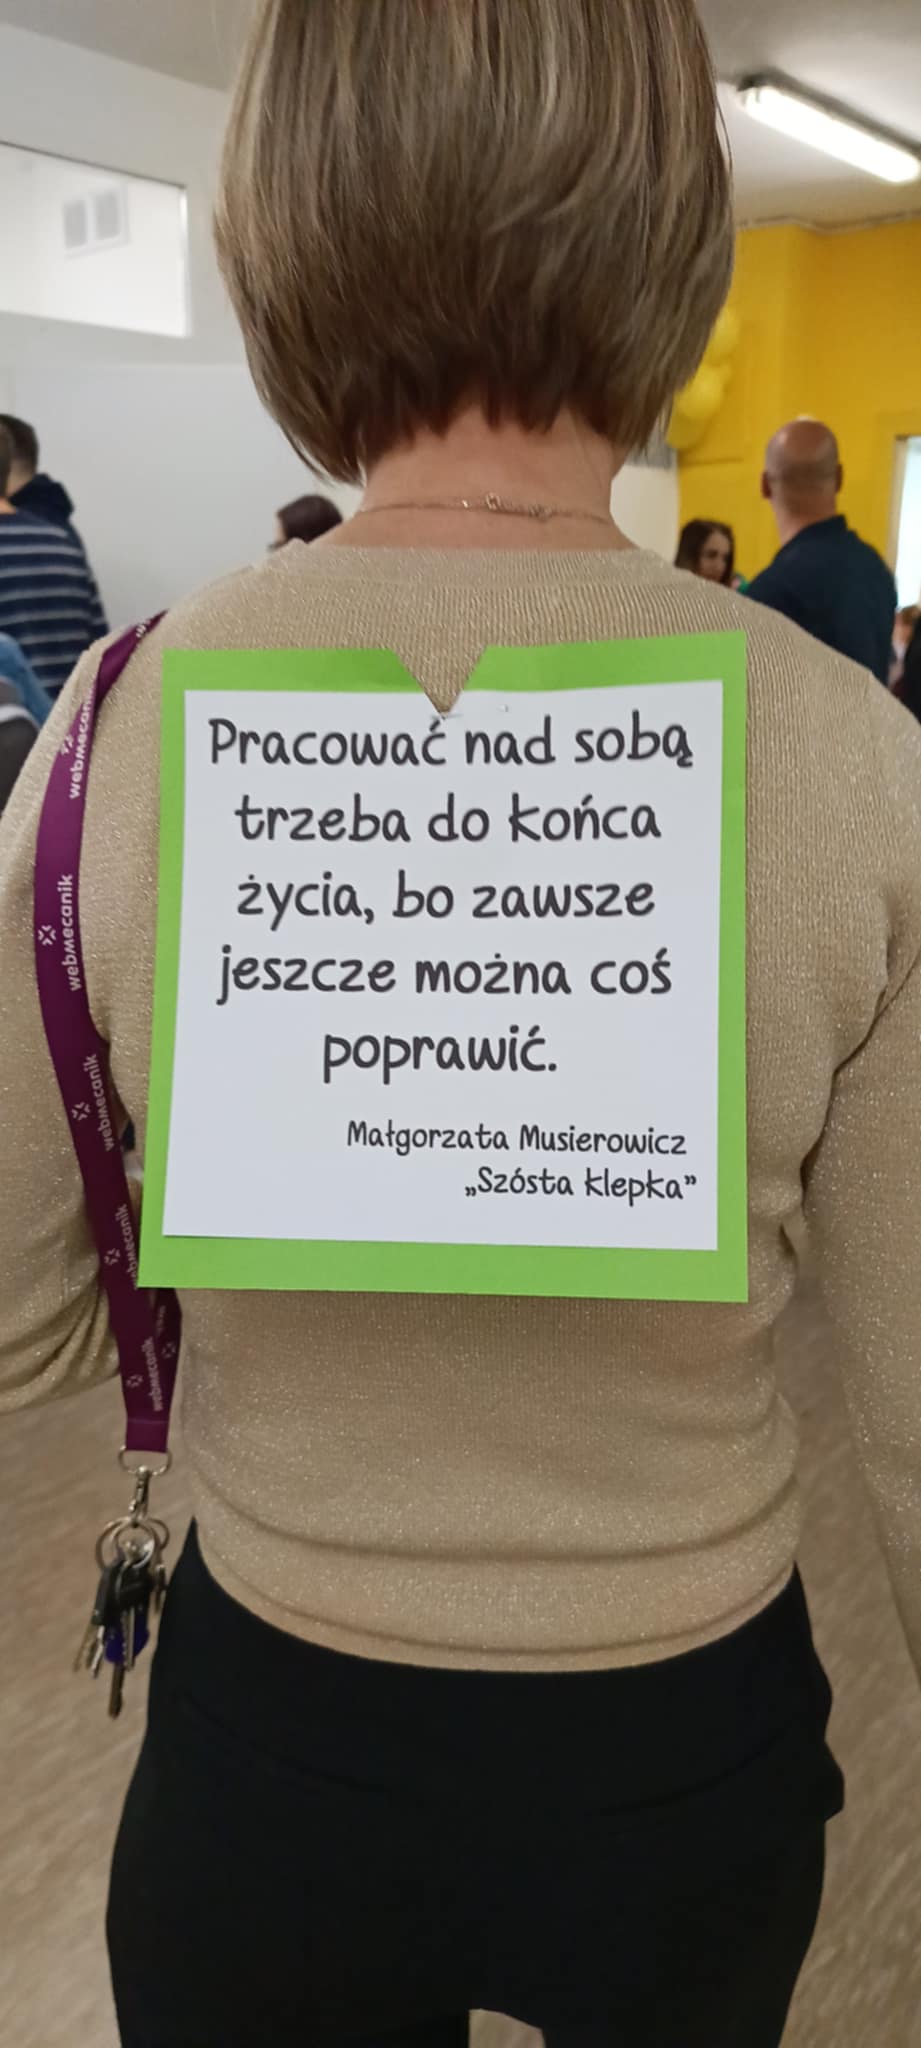 Pracować nad sobą
trzeba do końca
życia, bo zawsze
jeszcze można coś
poprawić.
Małgorzata Musierowicz
„Szósta klepka”
webmecanik
webmecanik
webmecanik
webmecanik
webmecanik